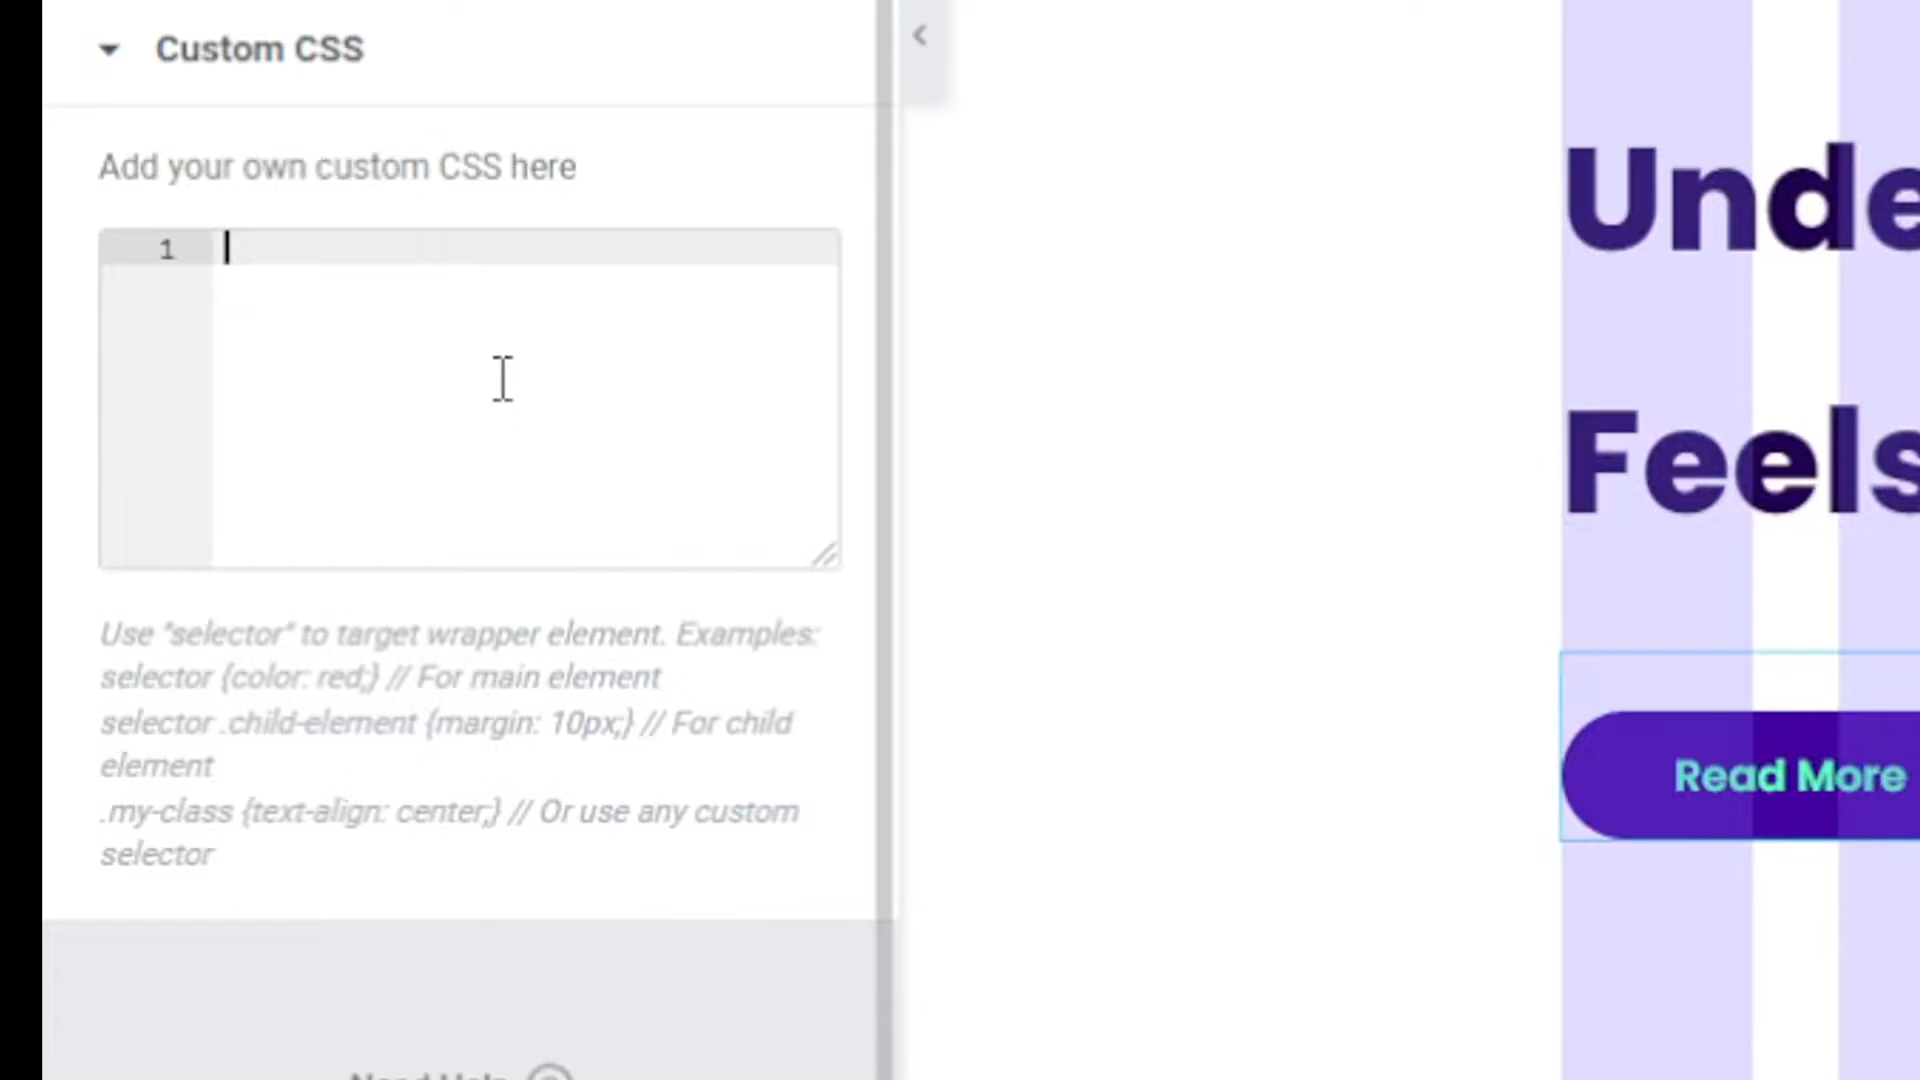 Custom CSS
Add your own custom CSS here
1
Use "selector" to target wrapper element. Examples:
selector {color: red;} // For main element
selector .child-element {margin: 10px;} // For child
element
.my-class {text-align: center;} // Or use any custom
selector
Need Help
Unde
Feels
Read More